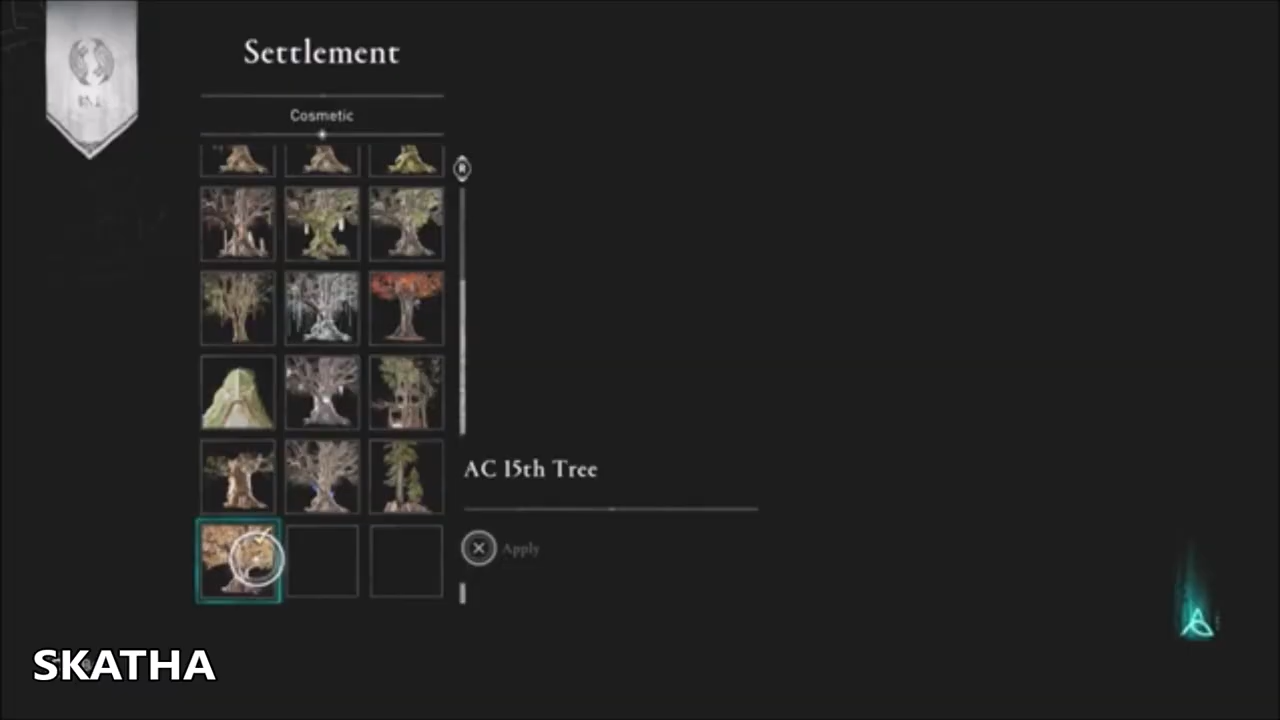 Settlement
Cosmetic
R
AC 15th Tree
Apply
SKATHA